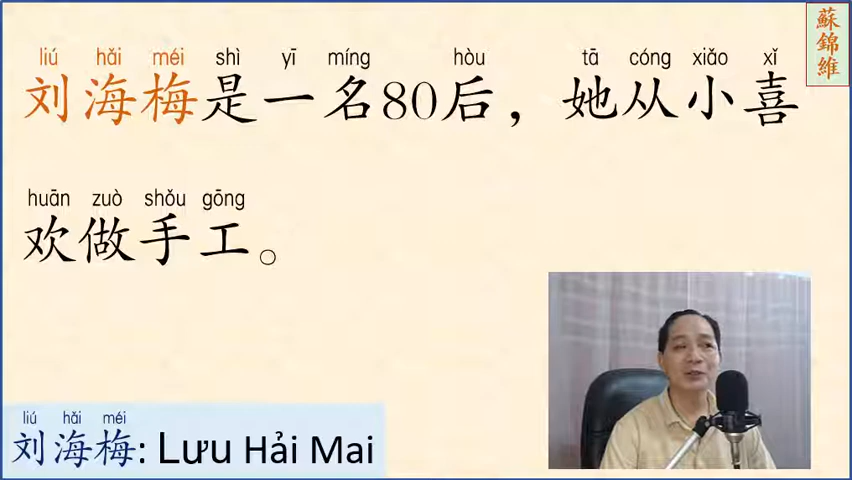 liú hǎi méi shì yī míng hòu tā cóng xiǎo xǐ
刘海梅是一名80后，她从小喜
huān zuò shǒu gōng
欢做手工。
liú hǎi méi
刘海梅: Lưu Hải Mai
蘇錦維